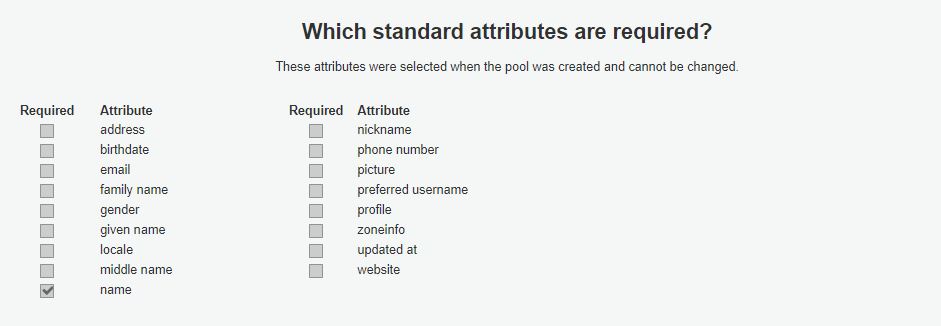 Which standard attributes are required?
These attributes were selected when the pool was created and cannot be changed.
Required Attribute Required Attribute
address nickname
birthdate phone number
email picture
family name preferred username
gender profile
given name zoneinfo
locale updated at
middle name website
name